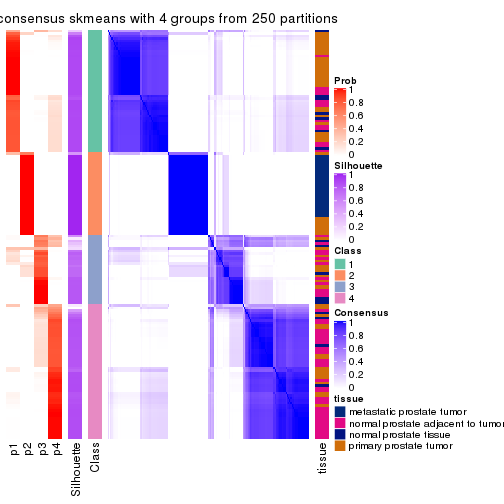 consensus skmeans with 4 groups from 250 partitions
Prob
1
0.8
0.6
0.4
0.2
0
Silhouette
1
0.8
0.6
0.4
0.2
0
Class
1
2
3
4
Consensus
1
0.8
0.6
0.4
0.2
0
tissue
metastatic prostate tumor
normal prostate adjacent to tumor
normal prostate tissue
primary prostate tumor
p1
p2
p3
p4
Silhouette
Class
tissue